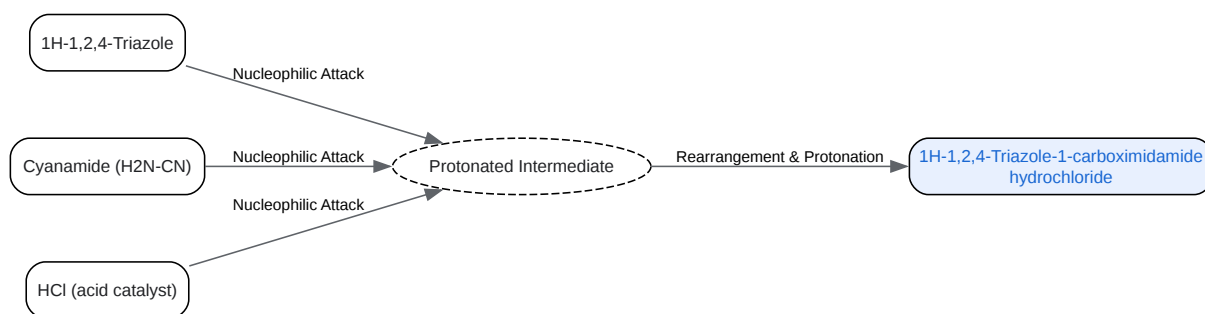 1H-1,2,4-Triazole
Nucleophilic Attack
Cyanamide (H2N-CN)
Nucleophilic Attack
Protonated Intermediate
Rearrangement & Protonation
1H-1,2,4-Triazole-1-carboximidamide
hydrochloride
Nucleophilic Attack
HCl (acid catalyst)